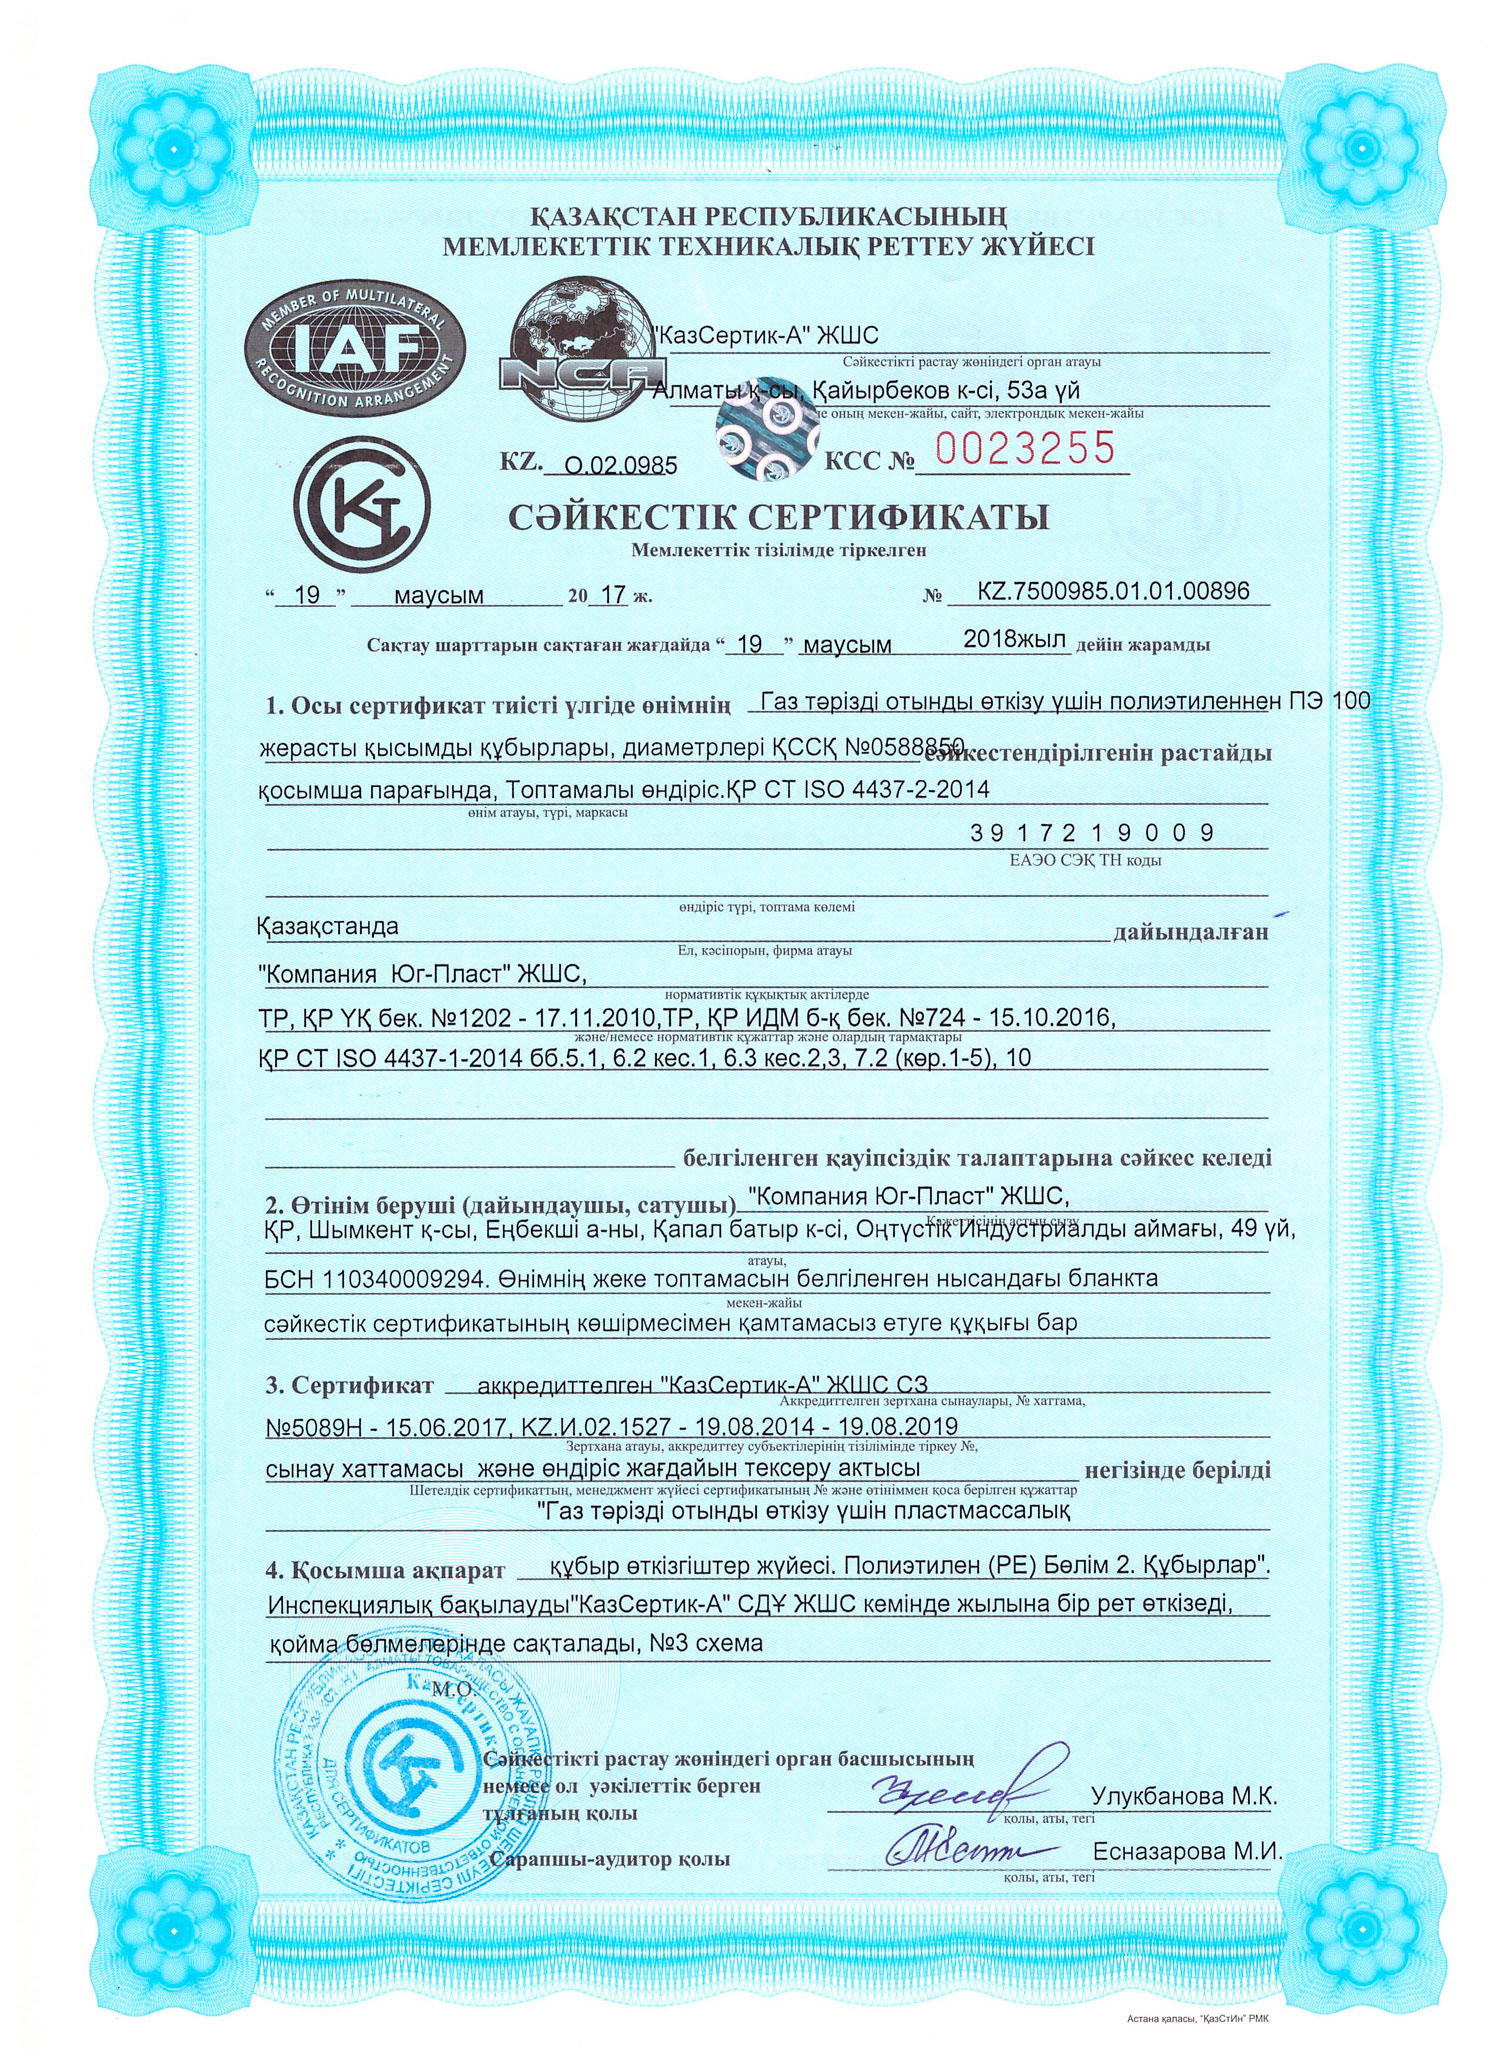 ҚАЗАҚСТАН РЕСПУБЛИКАСЫНЫҢ
МЕМЛЕКЕТТІК ТЕХНИКАЛЫҚ РЕТТЕУ ЖҮЙЕСІ
MEMBER OF MULTILATERAL
IAF
RECOGNITION ARRANGEMENT
NCA
"КазСертик-А" ЖШС
Сәйкестікті растау жөніндегі орган атауы
Алматы қ-сы, Қайырбеков к-сі, 53а үй
оның мекен-жайы, сайт, электрондық мекен-жайы
KZ. О.02.0985
КСС № 0023255
СӘЙКЕСТІК СЕРТИФИКАТЫ
Мемлекеттік тізілімде тіркелген
“ 19 ” маусым 20 17 ж. № KZ.7500985.01.01.00896
Сақтау шарттарын сақтаған жағдайда “ 19 ” маусым 2018жыл дейін жарамды
1. Осы сертификат тиісті үлгіде өнімнің Газ тәрізді отынды өткізу үшін полиэтиленнен ПЭ 100
жерасты қысымды құбырлары, диаметрлері ҚССҚ №0588850 сәйкестендірілгенін растайды
қосымша парағында, Топтамалы өндіріс.ҚР СТ ISO 4437-2-2014
өнім атауы, түрі, маркасы
3 9 1 7 2 1 9 0 0 9
ЕАЭО СЭҚ ТН коды
өндіріс түрі, топтама көлемі
Қазақстанда дайындалған
Ел, кәсіпорын, фирма атауы
"Компания Юг-Пласт" ЖШС,
нормативтік құқықтық актілерде
ТР, ҚР ҮҚ бек. №1202 - 17.11.2010,ТР, ҚР ИДМ б-қ бек. №724 - 15.10.2016,
және/немесе нормативтік құжаттар және олардың тармақтары
ҚР СТ ISO 4437-1-2014 бб.5.1, 6.2 кес.1, 6.3 кес.2,3, 7.2 (көр.1-5), 10
белгіленген қауіпсіздік талаптарына сәйкес келеді
2. Өтінім беруші (дайындаушы, сатушы) "Компания Юг-Пласт" ЖШС,
Қажеттісінің астын сызу
ҚР, Шымкент қ-сы, Еңбекші а-ны, Қапал батыр к-сі, Оңтүстік Индустриалды аймағы, 49 үй,
атауы,
БСН 110340009294. Өнімнің жеке топтамасын белгіленген нысандағы бланкта
мекен-жайы
сәйкестік сертификатының көшірмесімен қамтамасыз етуге құқығы бар
3. Сертификат аккредиттелген "КазСертик-А" ЖШС СЗ
Аккредиттелген зертхана сынаулары, № хаттама,
№5089Н - 15.06.2017, KZ.И.02.1527 - 19.08.2014 - 19.08.2019
Зертхана атауы, аккредиттеу субъектілерінің тізілімінде тіркеу №,
сынау хаттамасы және өндіріс жағдайын тексеру актысы негізінде берілді
Шетелдік сертификаттың, менеджмент жүйесі сертификатының № және өтініммен қоса берілген құжаттар
"Газ тәрізді отынды өткізу үшін пластмассалық
4. Қосымша ақпарат құбыр өткізгіштер жүйесі. Полиэтилен (РЕ) Бөлім 2. Құбырлар".
Инспекциялық бақылауды"КазСертик-А" СДҰ ЖШС кемінде жылына бір рет өткізеді,
қойма бөлмелерінде сақталады, №3 схема
М.О.
КазСертик-А
ДЛЯ СЕРТИФИКАТОВ
Сәйкестікті растау жөніндегі орган басшысының
немесе ол уәкілеттік берген
тұлғаның қолы Улукбанова М.К.
қолы, аты, тегі
Сарапшы-аудитор қолы Есназарова М.И.
қолы, аты, тегі
Астана қаласы, "ҚазСтИн" РМК